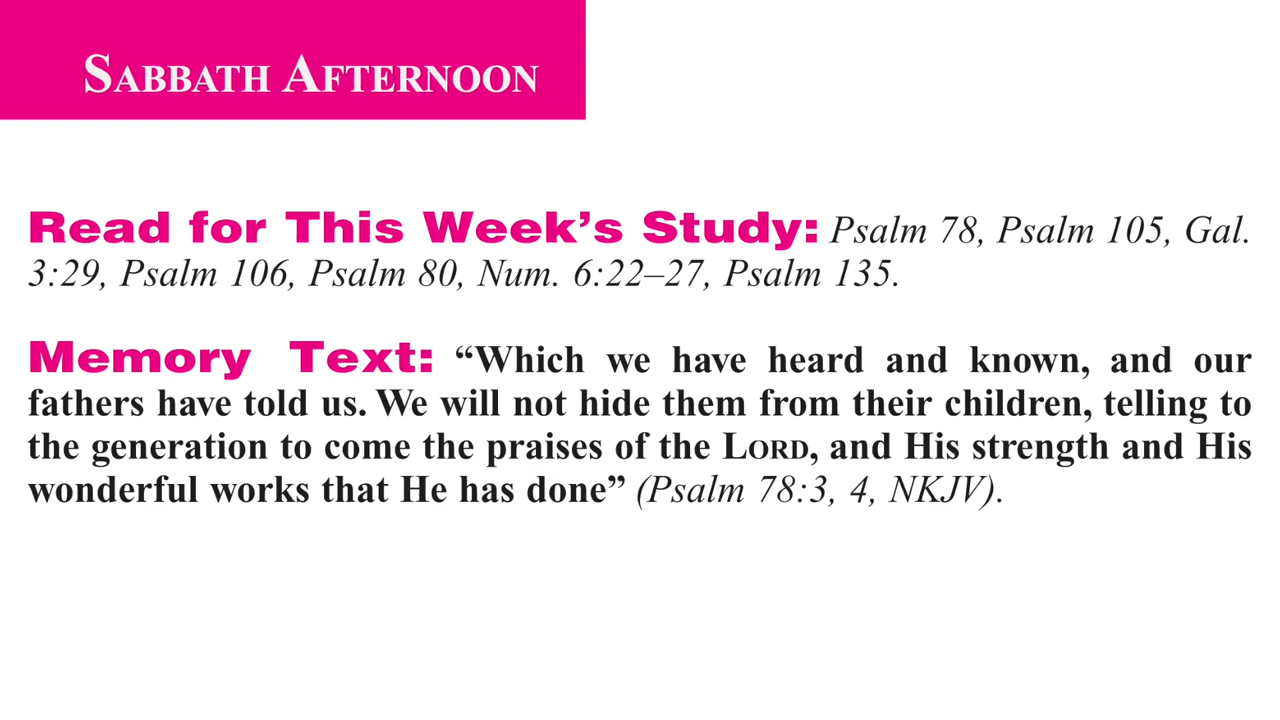 SABBATH AFTERNOON
Read for This Week’s Study: Psalm 78, Psalm 105, Gal.
3:29, Psalm 106, Psalm 80, Num. 6:22–27, Psalm 135.
Memory Text: “Which we have heard and known, and our
fathers have told us. We will not hide them from their children, telling to
the generation to come the praises of the LORD, and His strength and His
wonderful works that He has done” (Psalm 78:3, 4, NKJV).